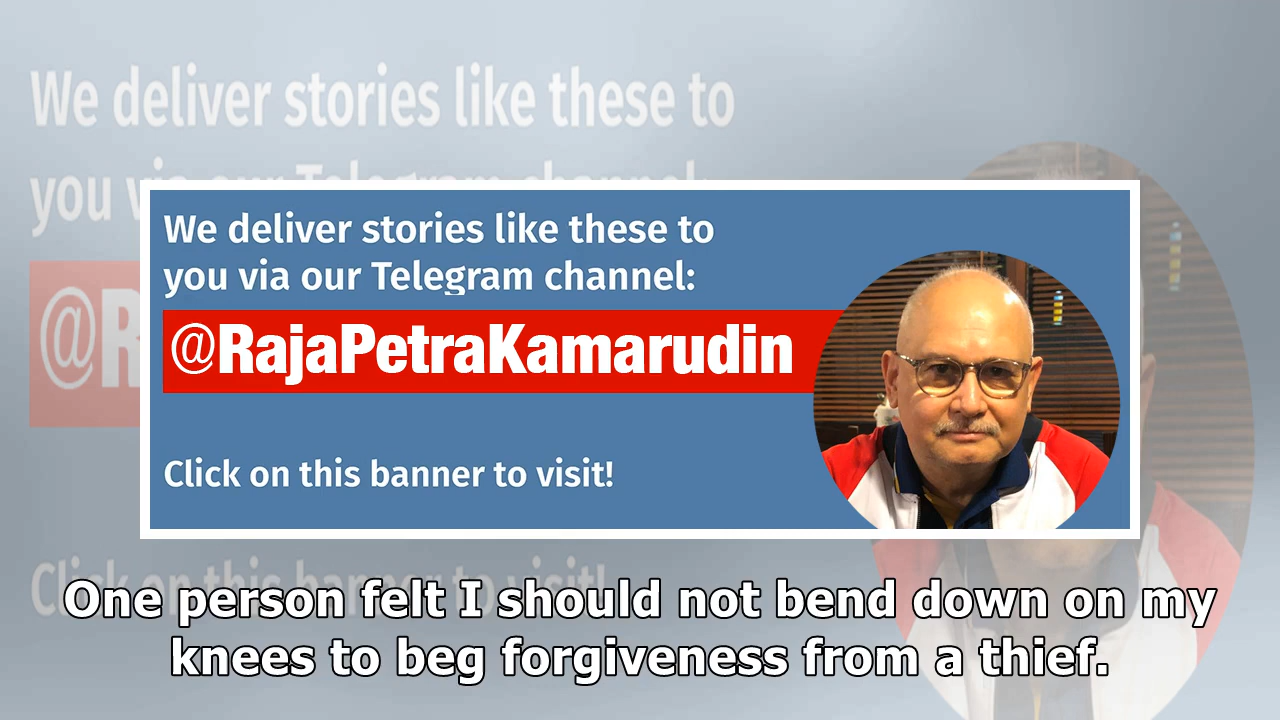 We deliver stories like these to
you via our Telegram channel:
@RajaPetraKamarudin
Click on this banner to visit!
One person felt I should not bend down on my
knees to beg forgiveness from a thief.